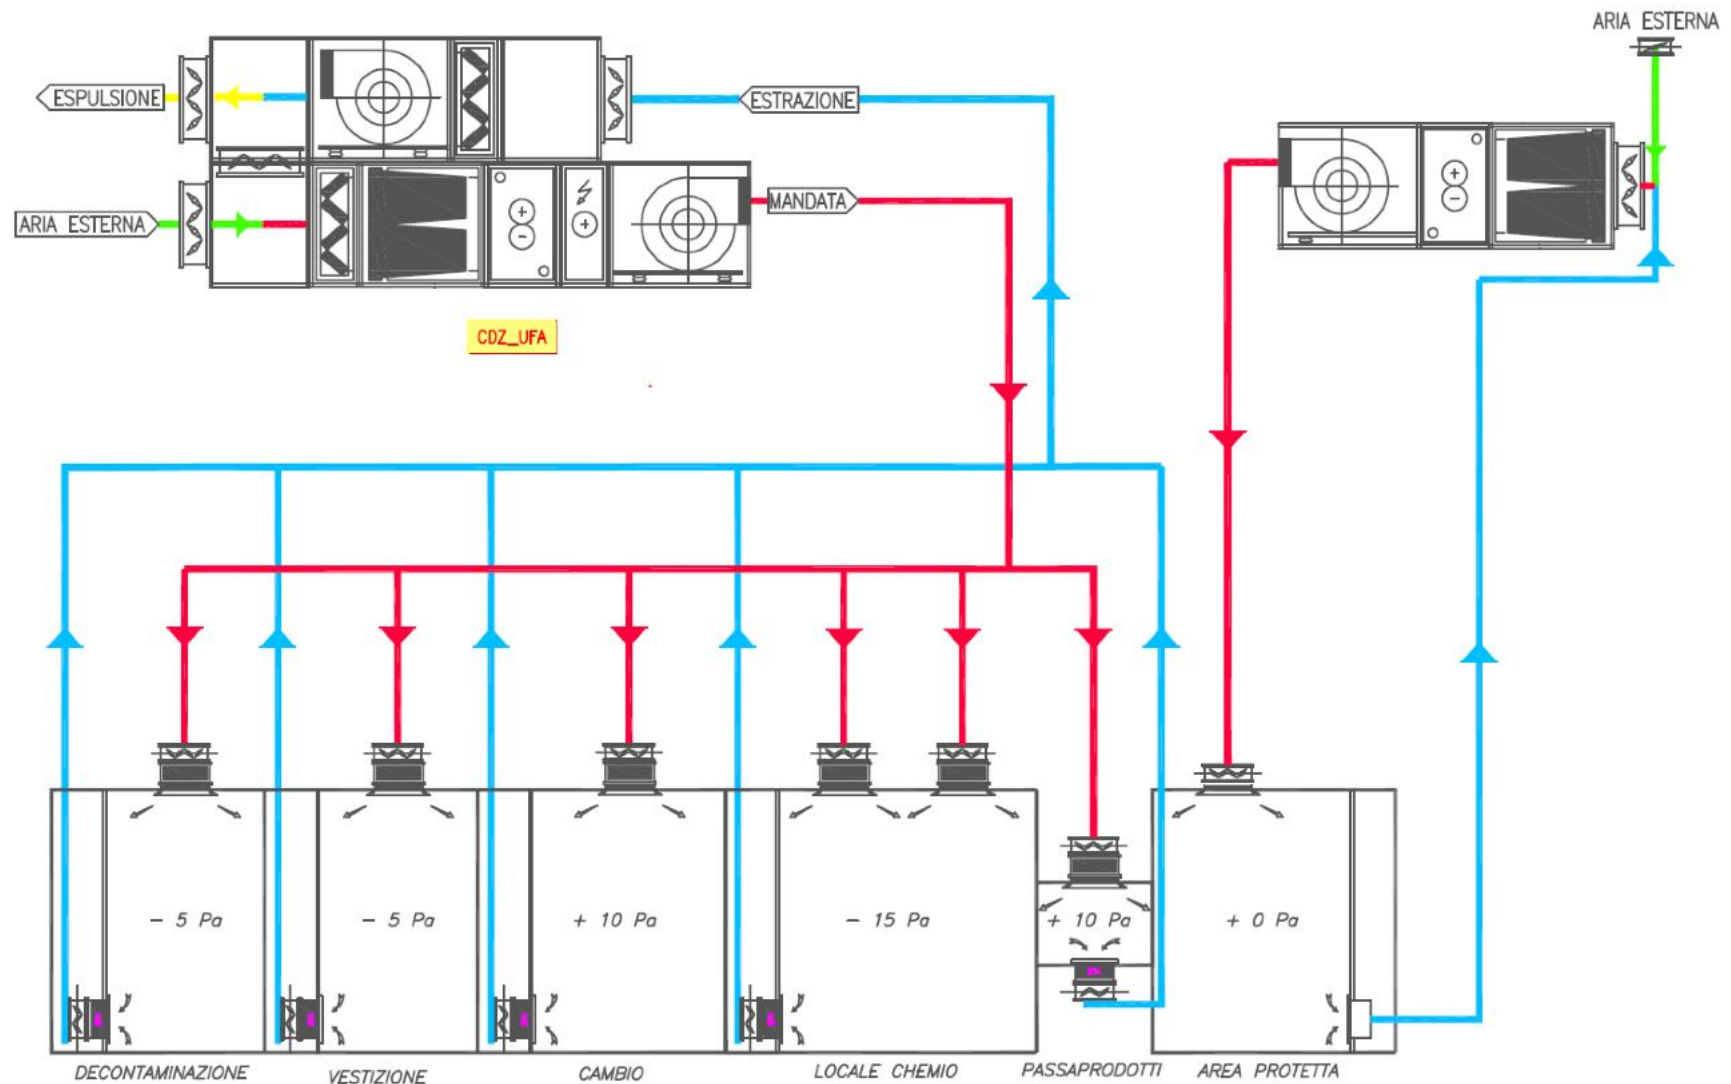 ARIA ESTERNA
ESPULSIONE
ESTRAZIONE
ARIA ESTERNA
MANDATA
CDZ_UFA
- 5 Pa
- 5 Pa
+ 10 Pa
- 15 Pa
+ 10 Pa
+ 0 Pa
DECONTAMINAZIONE
VESTIZIONE
CAMBIO
LOCALE CHEMIO
PASSAPRODOTTI
AREA PROTETTA